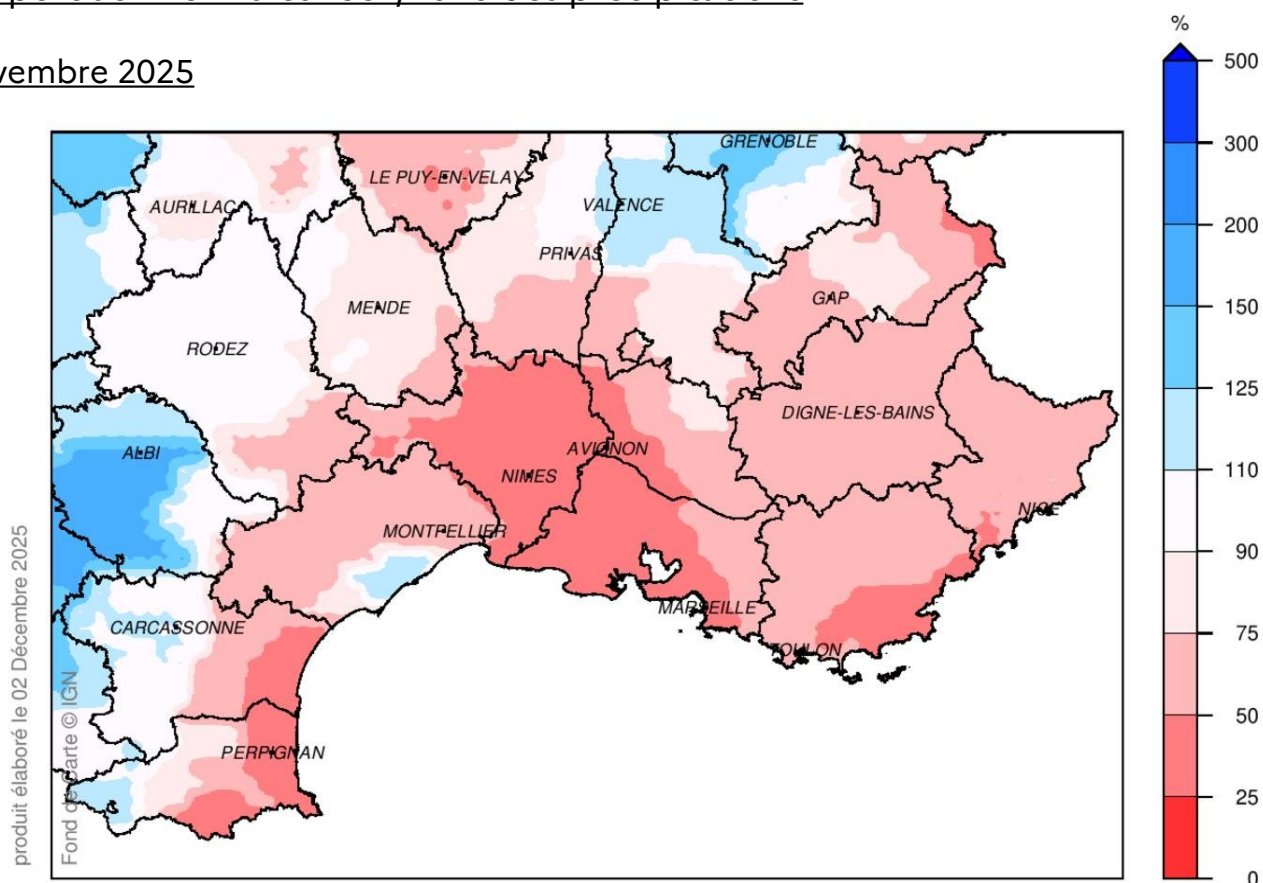 vembre 2025
%
500
300
200
150
125
110
90
75
50
25
0
GRENOBLE
LE PUY-EN-VELAY
AURILLAC
VALENCE
PRIVAS
MENDE
GAP
RODEZ
DIGNE-LES-BAINS
ALBI
AVIGNON
NIMES
NICE
MONTPELLIER
MARSEILLE
CARCASSONNE
TOULON
PERPIGNAN
produit élaboré le 02 Décembre 2025
Fond de Carte © IGN